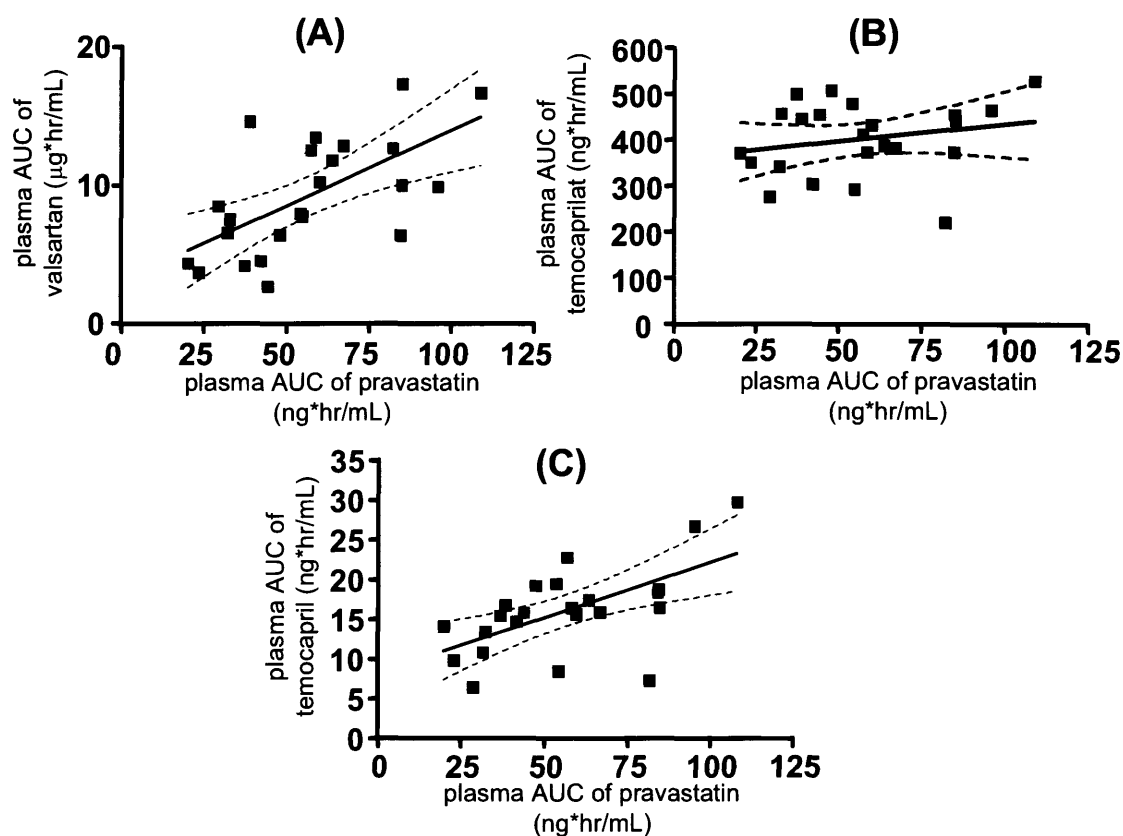 (A)
20
10
0
plasma AUC of
valsartan (µg*hr/mL)
0 25 50 75 100 125
plasma AUC of pravastatin
(ng*hr/mL)
(B)
600
500
400
300
200
100
0
plasma AUC of
temocaprilat (ng*hr/mL)
0 25 50 75 100 125
plasma AUC of pravastatin
(ng*hr/mL)
(C)
35
30
25
20
15
10
5
0
plasma AUC of
temocapril (ng*hr/mL)
0 25 50 75 100 125
plasma AUC of pravastatin
(ng*hr/mL)